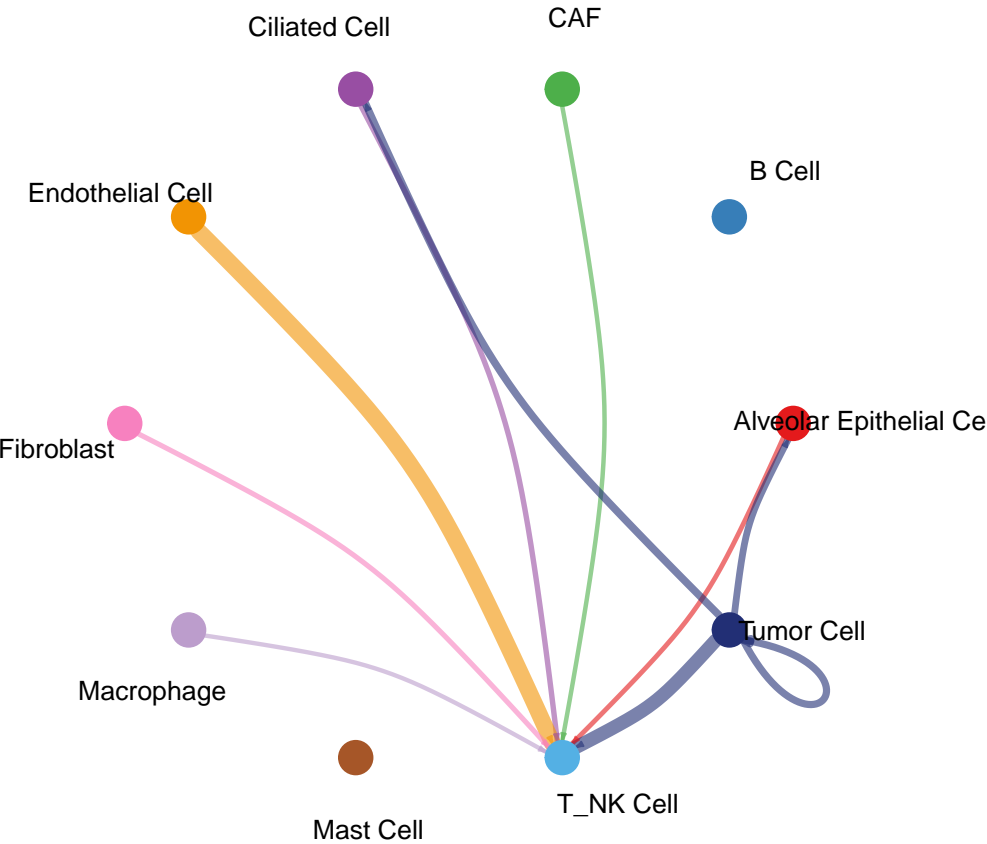 CAF
Ciliated Cell
B Cell
Endothelial Cell
Alveolar Epithelial Ce
Fibroblast
Tumor Cell
Macrophage
T_NK Cell
Mast Cell